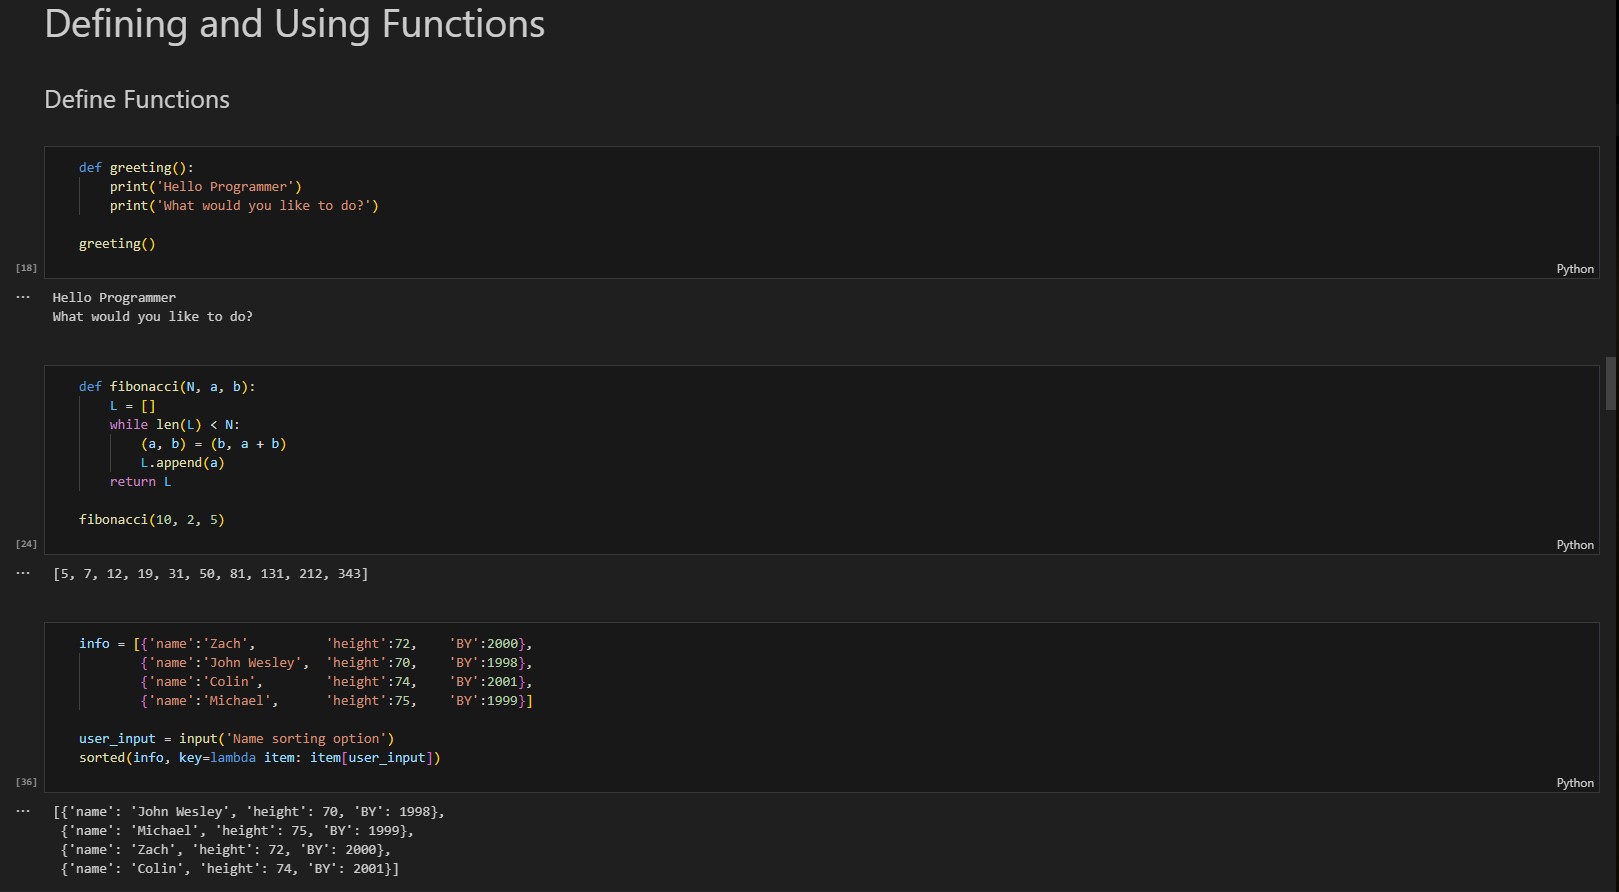 Defining and Using Functions
Define Functions
def greeting():
    print('Hello Programmer')
    print('What would you like to do?')
greeting()
[18]
Python
... Hello Programmer
What would you like to do?
def fibonacci(N, a, b):
    L = []
    while len(L) < N:
        (a, b) = (b, a + b)
        L.append(a)
    return L
fibonacci(10, 2, 5)
[24]
Python
... [5, 7, 12, 19, 31, 50, 81, 131, 212, 343]
info = [{'name':'Zach',         'height':72,    'BY':2000},
        {'name':'John Wesley',  'height':70,    'BY':1998},
        {'name':'Colin',        'height':74,    'BY':2001},
        {'name':'Michael',      'height':75,    'BY':1999}]
user_input = input('Name sorting option')
sorted(info, key=lambda item: item[user_input])
[36]
Python
... [{'name': 'John Wesley', 'height': 70, 'BY': 1998},
 {'name': 'Michael', 'height': 75, 'BY': 1999},
 {'name': 'Zach', 'height': 72, 'BY': 2000},
 {'name': 'Colin', 'height': 74, 'BY': 2001}]